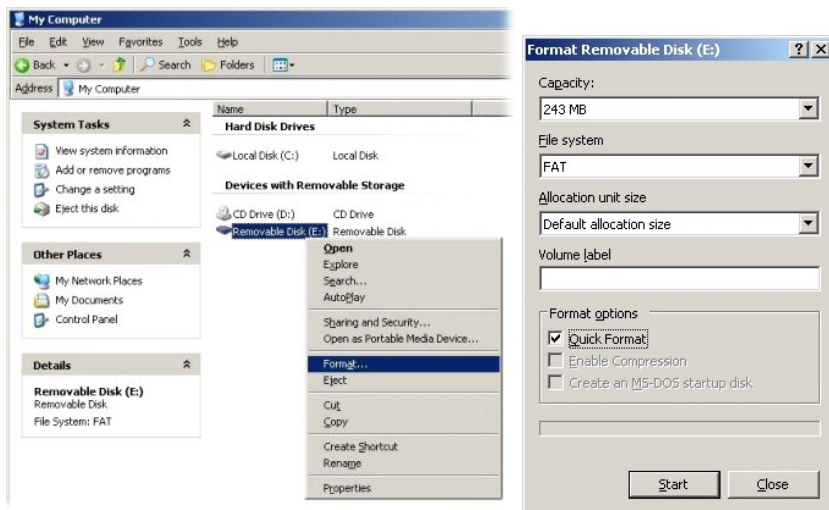 My Computer
File Edit View Favorites Tools Help
Back Search Folders
Address My Computer
System Tasks
View system information
Add or remove programs
Change a setting
Eject this disk
Other Places
My Network Places
My Documents
Control Panel
Details
Removable Disk (E:)
Removable Disk
File System: FAT
Name Type
Hard Disk Drives
Local Disk (C:) Local Disk
Devices with Removable Storage
CD Drive (D:) CD Drive
Removable Disk (E:) Removable Disk
Open
Explore
Search...
AutoPlay
Sharing and Security...
Open as Portable Media Device...
Format...
Eject
Cut
Copy
Create Shortcut
Rename
Properties
Format Removable Disk (E:)
Capacity:
243 MB
File system
FAT
Allocation unit size
Default allocation size
Volume label
Format options
Quick Format
Enable Compression
Create an MS-DOS startup disk
Start Close